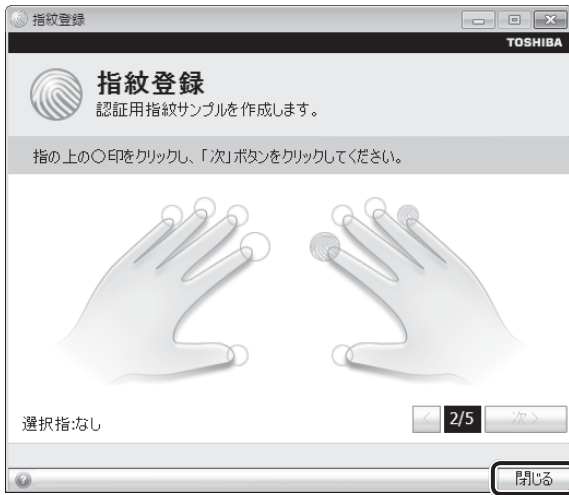 指紋登録
TOSHIBA
指紋登録
認証用指紋サンプルを作成します。
指の上の○印をクリックし、「次」ボタンをクリックしてください。
選択指:なし
< 2/5 次 >
閉じる